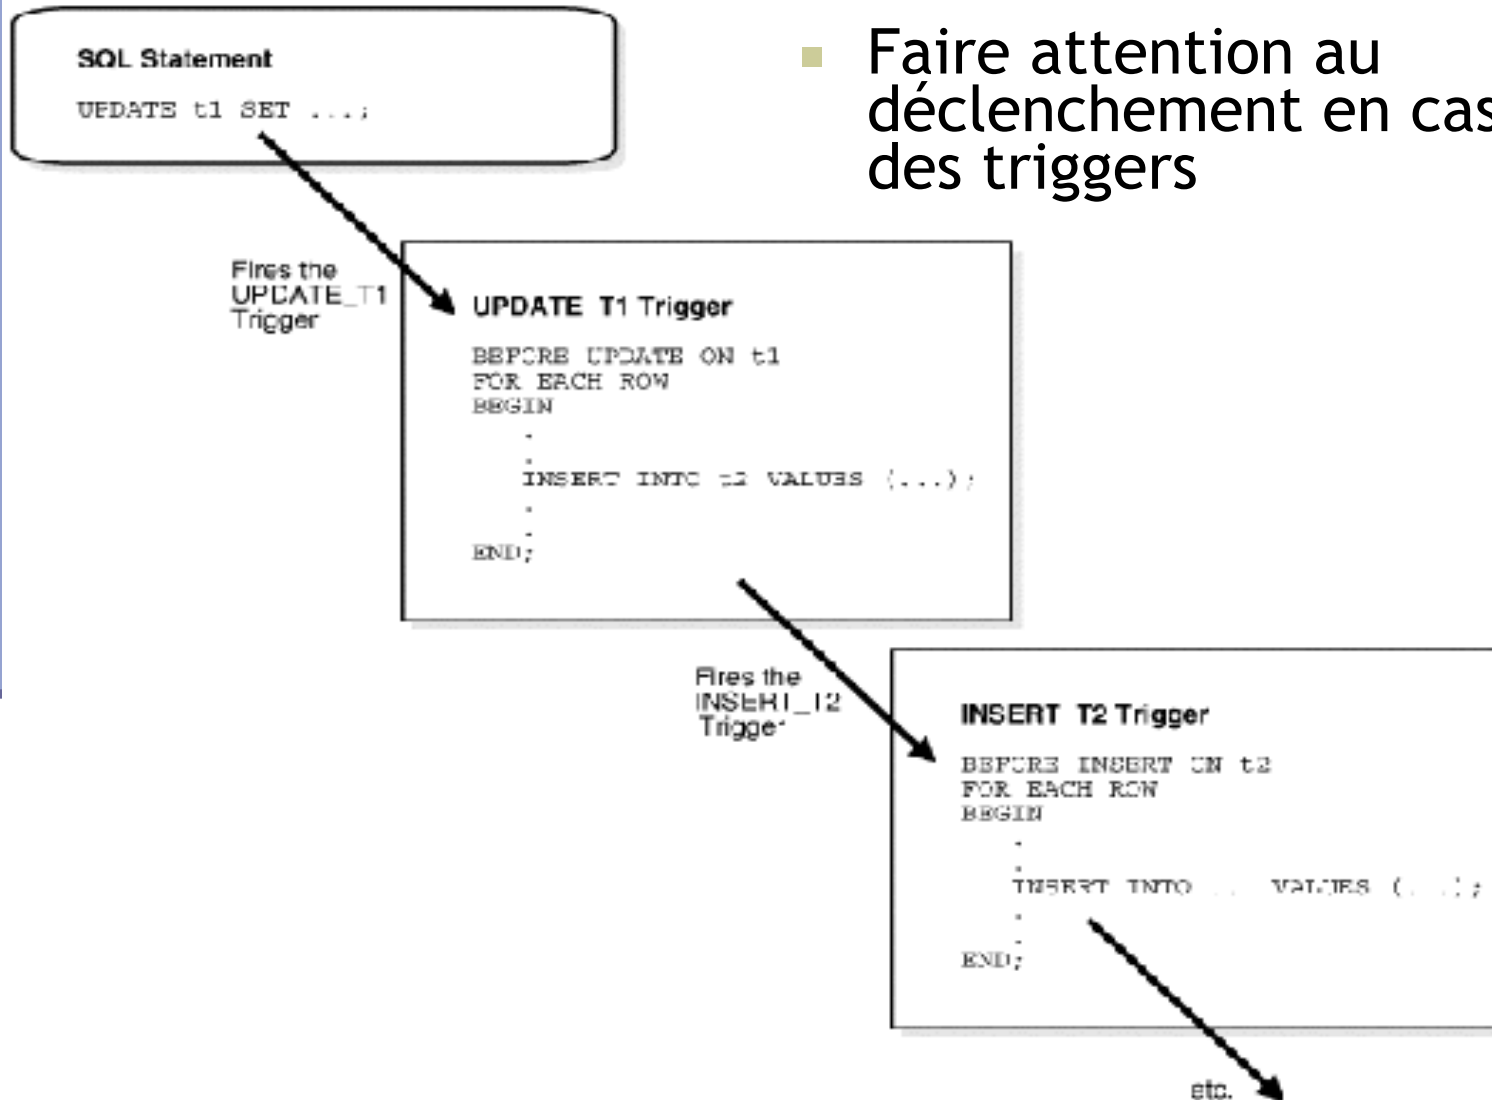 SQL Statement
UPDATE t1 SET ...;
Faire attention au
déclenchement en cas
des triggers
Fires the
UPDATE_T1
Trigger
UPDATE T1 Trigger
BEFORE UPDATE ON t1
FOR EACH ROW
BEGIN
.
.
INSERT INTO t2 VALUES (...);
.
.
END;
Fires the
INSERT_T2
Trigger
INSERT T2 Trigger
BEFORE INSERT ON t2
FOR EACH ROW
BEGIN
.
.
INSERT INTO ... VALUES (...);
.
.
END;
etc.